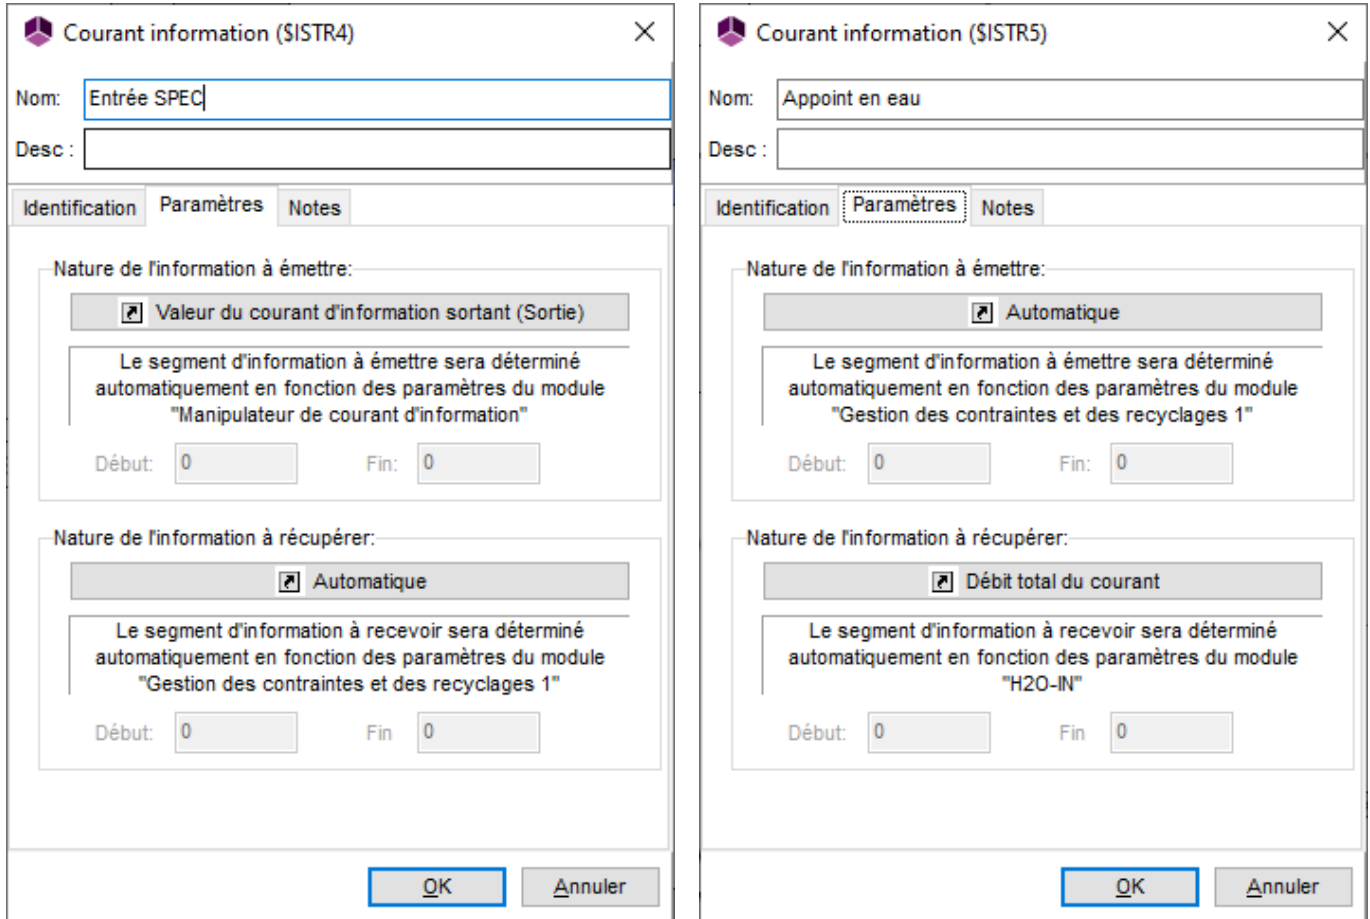 Courant information ($ISTR4)
Nom: Entrée SPEC
Desc :
Identification Paramètres Notes
Nature de l'information à émettre:
Valeur du courant d'information sortant (Sortie)
Le segment d'information à émettre sera déterminé
automatiquement en fonction des paramètres du module
"Manipulateur de courant d'information"
Début: 0 Fin: 0
Nature de l'information à récupérer:
Automatique
Le segment d'information à recevoir sera déterminé
automatiquement en fonction des paramètres du module
"Gestion des contraintes et des recyclages 1"
Début: 0 Fin 0
OK Annuler
Courant information ($ISTR5)
Nom: Appoint en eau
Desc :
Identification Paramètres Notes
Nature de l'information à émettre:
Automatique
Le segment d'information à émettre sera déterminé
automatiquement en fonction des paramètres du module
"Gestion des contraintes et des recyclages 1"
Début: 0 Fin: 0
Nature de l'information à récupérer:
Débit total du courant
Le segment d'information à recevoir sera déterminé
automatiquement en fonction des paramètres du module
"H2O-IN"
Début: 0 Fin 0
OK Annuler